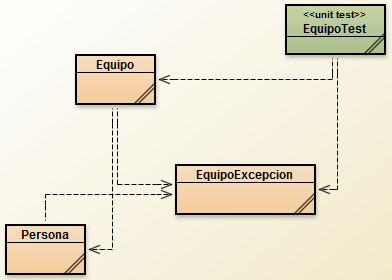 <<unit test>>
EquipoTest
Equipo
EquipoExcepcion
Persona